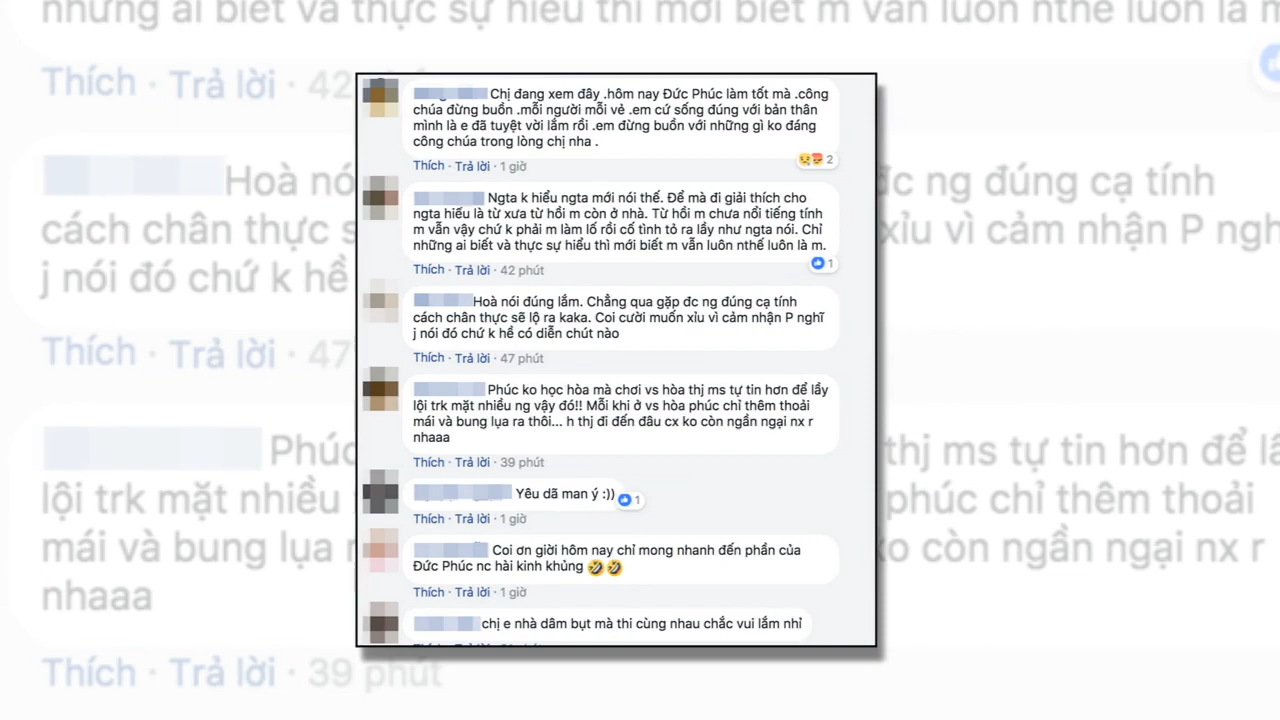 Chị đang xem đây .hôm nay Đức Phúc làm tốt mà .công
chúa đừng buồn .mỗi người mỗi vẻ .em cứ sống đúng với bản thân
mình là e đã tuyệt vời lắm rồi .em đừng buồn với những gì ko đáng
công chúa trong lòng chị nha .
Thích · Trả lời · 1 giờ
2
Ngta k hiểu ngta mới nói thế. Để mà đi giải thích cho
ngta hiếu là từ xưa từ hồi m còn ở nhà. Từ hồi m chưa nổi tiếng tính
m vẫn vậy chứ k phải m làm lố rồi cố tình tỏ ra lầy như ngta nói. Chỉ
những ai biết và thực sự hiểu thì mới biết m vẫn luôn nthế luôn là m.
Thích · Trả lời · 42 phút
1
Hoà nói đúng lắm. Chẳng qua gặp đc ng đúng cạ tính
cách chân thực sẽ lộ ra kaka. Coi cười muốn xỉu vì cảm nhận P nghĩ
j nói đó chứ k hề có diễn chút nào
Thích · Trả lời · 47 phút
Phúc ko học hòa mà chơi vs hòa thị ms tự tin hơn để lầy
lội trk mặt nhiều ng vậy đó!! Mỗi khi ở vs hòa phúc chỉ thêm thoải
mái và bung lụa ra thôi... h thị đi đến đâu cx ko còn ngần ngại nx r
nhaaa
Thích · Trả lời · 39 phút
Yêu dã man ý :))
1
Thích · Trả lời · 1 giờ
Coi ơn giời hôm nay chỉ mong nhanh đến phần của
Đức Phúc nc hài kinh khủng 🤣🤣
Thích · Trả lời · 1 giờ
chị e nhà dâm bụt mà thi cùng nhau chắc vui lắm nhỉ